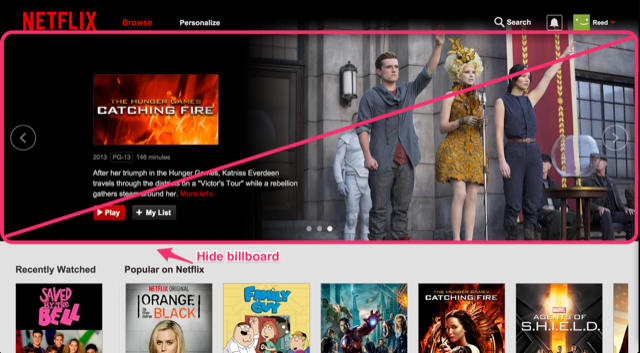 NETFLIX
Browse
Personalize
Search
Reed
THE HUNGER GAMES
CATCHING FIRE
2013 PG-13 146 minutes
After her triumph in the Hunger Games, Katniss Everdeen
travels through the districts on a "Victor's Tour" while a rebellion
gathers steam around her. More info
Play
+ My List
Hide billboard
Recently Watched
Popular on Netflix
SAVED
BY THE
BELL
NETFLIX ORIGINAL
ORANGE
BLACK
FAMILY
GUY
THE HUNGER GAMES
CATCHING FIRE
MARVEL
AGENTS OF
S.H.I.E.L.D.